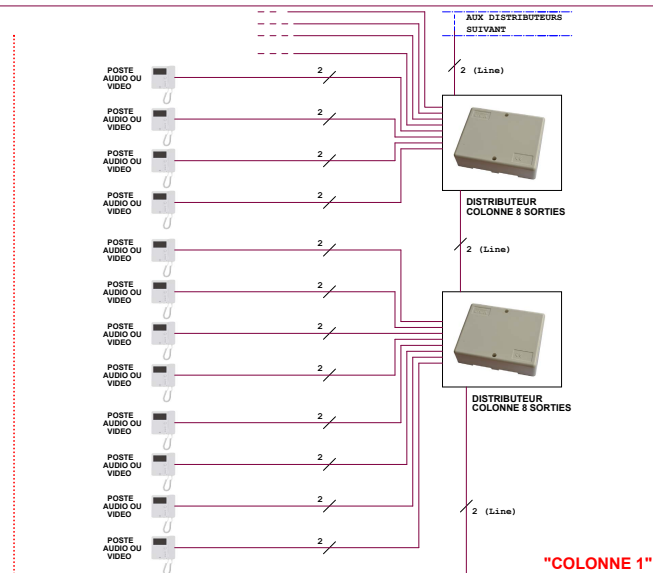 AUX DISTRIBUTEURS
SUIVANT
2 (Line)
POSTE
AUDIO OU
VIDEO
2
POSTE
AUDIO OU
VIDEO
2
POSTE
AUDIO OU
VIDEO
2
POSTE
AUDIO OU
VIDEO
2
DISTRIBUTEUR
COLONNE 8 SORTIES
2 (Line)
POSTE
AUDIO OU
VIDEO
2
POSTE
AUDIO OU
VIDEO
2
POSTE
AUDIO OU
VIDEO
2
POSTE
AUDIO OU
VIDEO
2
DISTRIBUTEUR
COLONNE 8 SORTIES
POSTE
AUDIO OU
VIDEO
2
POSTE
AUDIO OU
VIDEO
2
POSTE
AUDIO OU
VIDEO
2
2 (Line)
POSTE
AUDIO OU
VIDEO
2
"COLONNE 1"